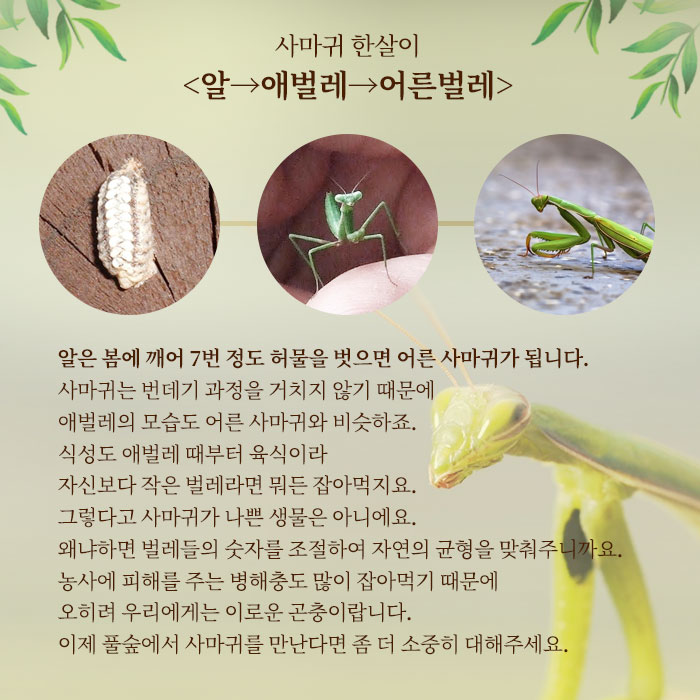 사마귀 한살이
<알→애벌레→어른벌레>
알은 봄에 깨어 7번 정도 허물을 벗으면 어른 사마귀가 됩니다.
사마귀는 번데기 과정을 거치지 않기 때문에
애벌레의 모습도 어른 사마귀와 비슷하죠.
식성도 애벌레 때부터 육식이라
자신보다 작은 벌레라면 뭐든 잡아먹지요.
그렇다고 사마귀가 나쁜 생물은 아니에요.
왜냐하면 벌레들의 숫자를 조절하여 자연의 균형을 맞춰주니까요.
농사에 피해를 주는 병해충도 많이 잡아먹기 때문에
오히려 우리에게는 이로운 곤충이랍니다.
이제 풀숲에서 사마귀를 만난다면 좀 더 소중히 대해주세요.